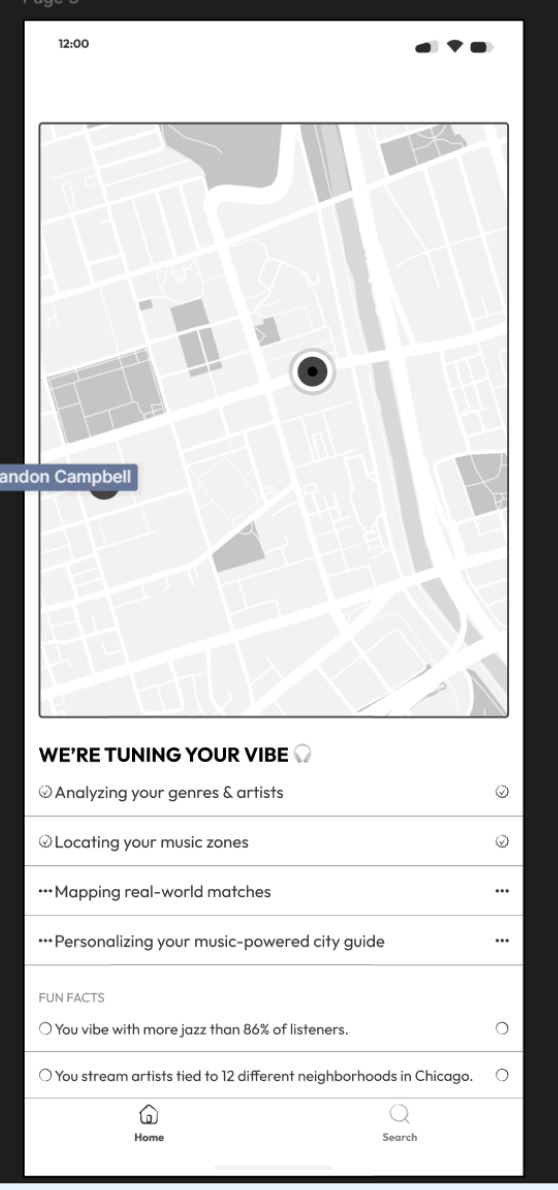 12:00
andon Campbell
WE'RE TUNING YOUR VIBE 🎧
Analyzing your genres & artists
Locating your music zones
Mapping real-world matches
Personalizing your music-powered city guide
FUN FACTS
You vibe with more jazz than 86% of listeners.
You stream artists tied to 12 different neighborhoods in Chicago.
Home
Search